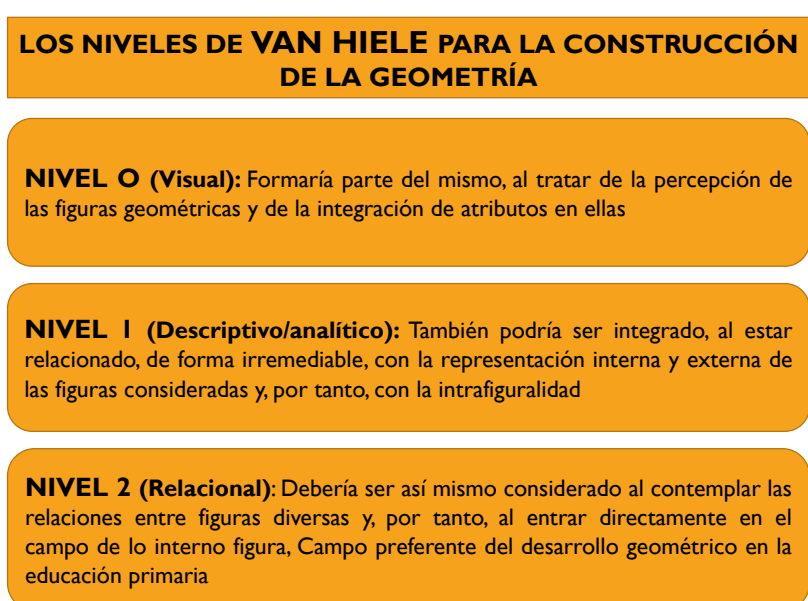 LOS NIVELES DE VAN HIELE PARA LA CONSTRUCCIÓN
DE LA GEOMETRÍA
NIVEL O (Visual): Formaría parte del mismo, al tratar de la percepción de
las figuras geométricas y de la integración de atributos en ellas
NIVEL 1 (Descriptivo/analítico): También podría ser integrado, al estar
relacionado, de forma irremediable, con la representación interna y externa de
las figuras consideradas y, por tanto, con la intrafiguralidad
NIVEL 2 (Relacional): Debería ser así mismo considerado al contemplar las
relaciones entre figuras diversas y, por tanto, al entrar directamente en el
campo de lo interno figura, Campo preferente del desarrollo geométrico en la
educación primaria